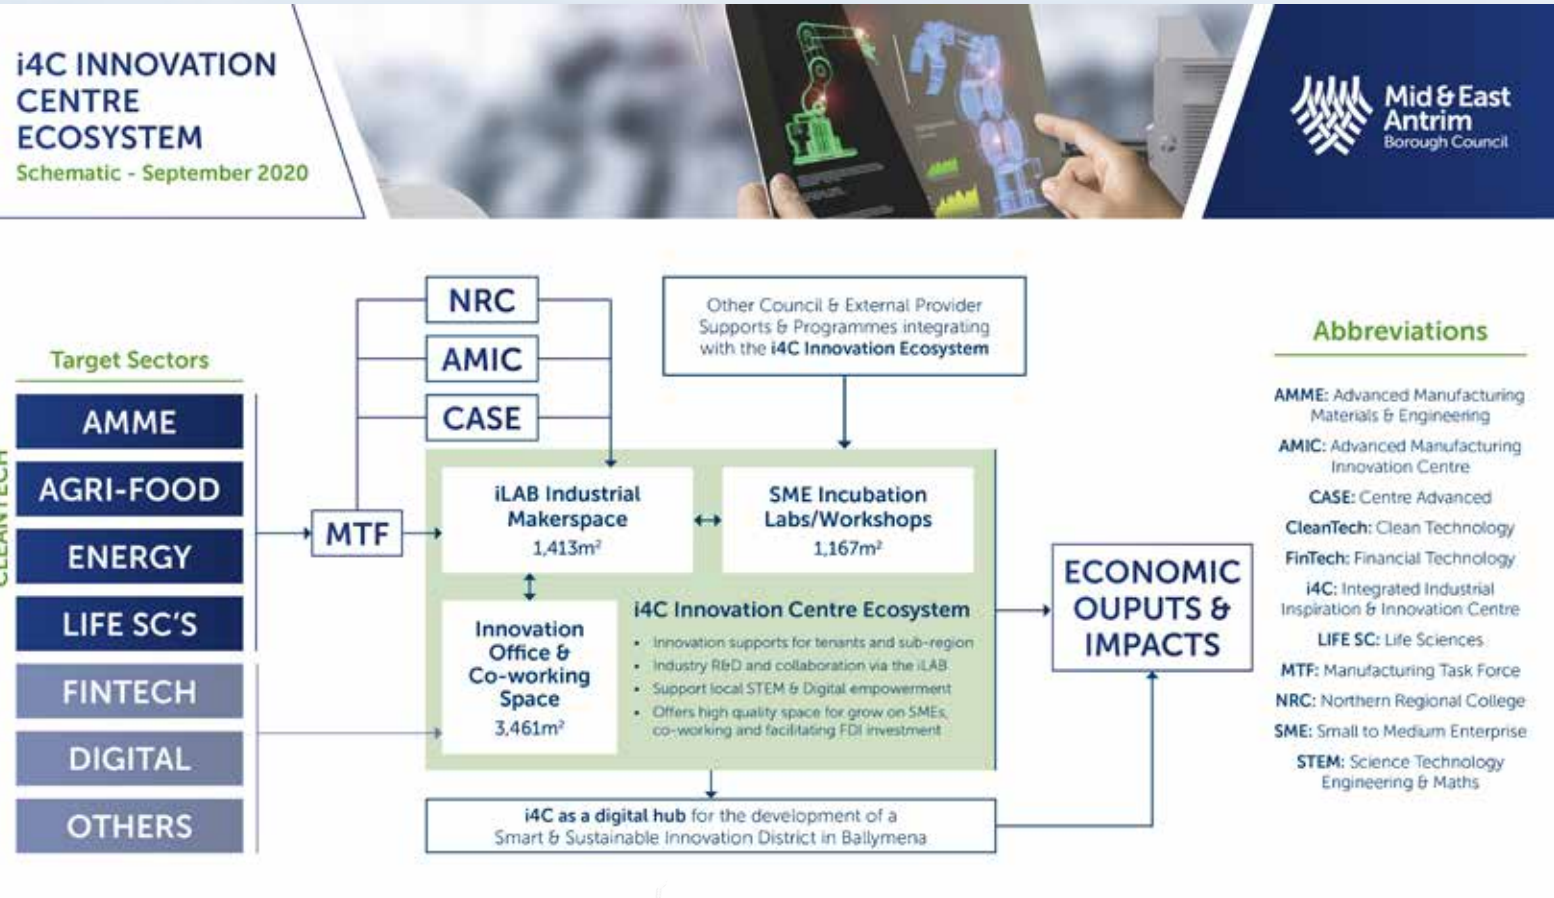 i4C INNOVATION
CENTRE
ECOSYSTEM
Schematic - September 2020
Mid & East
Antrim
Borough Council
Target Sectors
AMME
AGRI-FOOD
ENERGY
LIFE SC'S
FINTECH
DIGITAL
OTHERS
MTF
NRC
AMIC
CASE
Other Council & External Provider
Supports & Programmes integrating
with the i4C Innovation Ecosystem
iLAB Industrial
Makerspace
1,413m²
SME Incubation
Labs/Workshops
1,167m²
Innovation
Office &
Co-working
Space
3,461m²
i4C Innovation Centre Ecosystem
• Innovation supports for tenants and sub-region
• Industry R&D and collaboration via the iLAB
• Support local STEM & Digital empowerment
• Offers high quality space for grow on SMEs,
co-working and facilitating FDI investment
i4C as a digital hub for the development of a
Smart & Sustainable Innovation District in Ballymena
ECONOMIC
OUPUTS &
IMPACTS
Abbreviations
AMME: Advanced Manufacturing
Materials & Engineering
AMIC: Advanced Manufacturing
Innovation Centre
CASE: Centre Advanced
CleanTech: Clean Technology
FinTech: Financial Technology
i4C: Integrated Industrial
Inspiration & Innovation Centre
LIFE SC: Life Sciences
MTF: Manufacturing Task Force
NRC: Northern Regional College
SME: Small to Medium Enterprise
STEM: Science Technology
Engineering & Maths